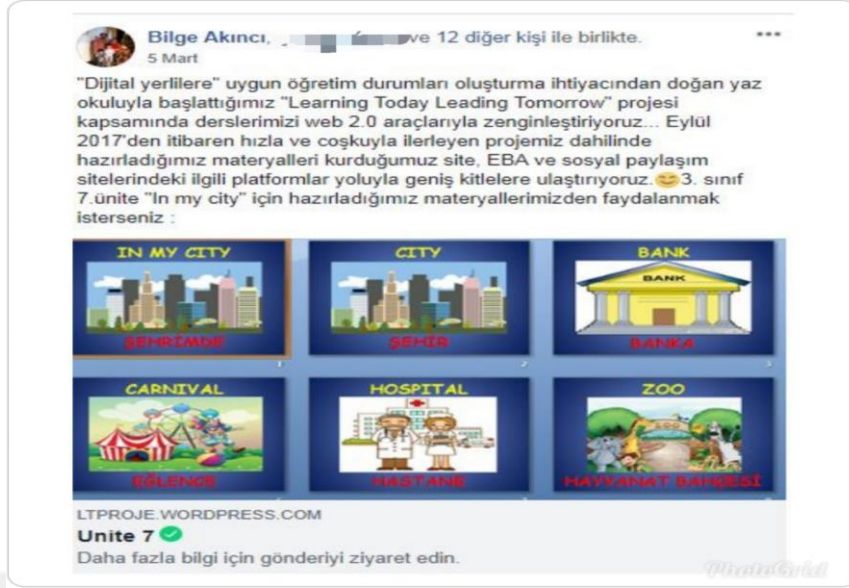 Bilge Akıncı, ve 12 diğer kişi ile birlikte.
5 Mart
"Dijital yerlilere" uygun öğretim durumları oluşturma ihtiyacından doğan yaz
okuluyla başlattığımız "Learning Today Leading Tomorrow" projesi
kapsamında derslerimizi web 2.0 araçlarıyla zenginleştiriyoruz... Eylül
2017'den itibaren hızla ve coşkuyla ilerleyen projemiz dahilinde
hazırladığımız materyalleri kurduğumuz site, EBA ve sosyal paylaşım
sitelerindeki ilgili platformlar yoluyla geniş kitlelere ulaştırıyoruz.😊3. sınıf
7.ünite "In my city" için hazırladığımız materyallerimizden faydalanmak
isterseniz :
IN MY CITY
ŞEHRİMDE
1
CITY
ŞEHİR
2
BANK
BANK
BANKA
3
CARNIVAL
EĞLENCE
HOSPITAL
HASTANE
ZOO
ZOO
HAYVANAT BAHÇESİ
LTPROJE.WORDPRESS.COM
Unite 7
Daha fazla bilgi için gönderiyi ziyaret edin.
PhotoGrid